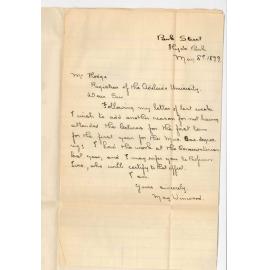 Park Street
Hyde Park
May 8th 1899
Mr Hodge
Registrar of the Adelaide University.
Dear Sir
Following my letter of last week
I wish to add another reason for not having
attended the lectures for the first term
for the first year for the Mus. Bac degree
I had the work at the Conservatorium
last year, and I may refer you to Professor
Ives, who will certify to that effect.
I am
Yours sincerely
May